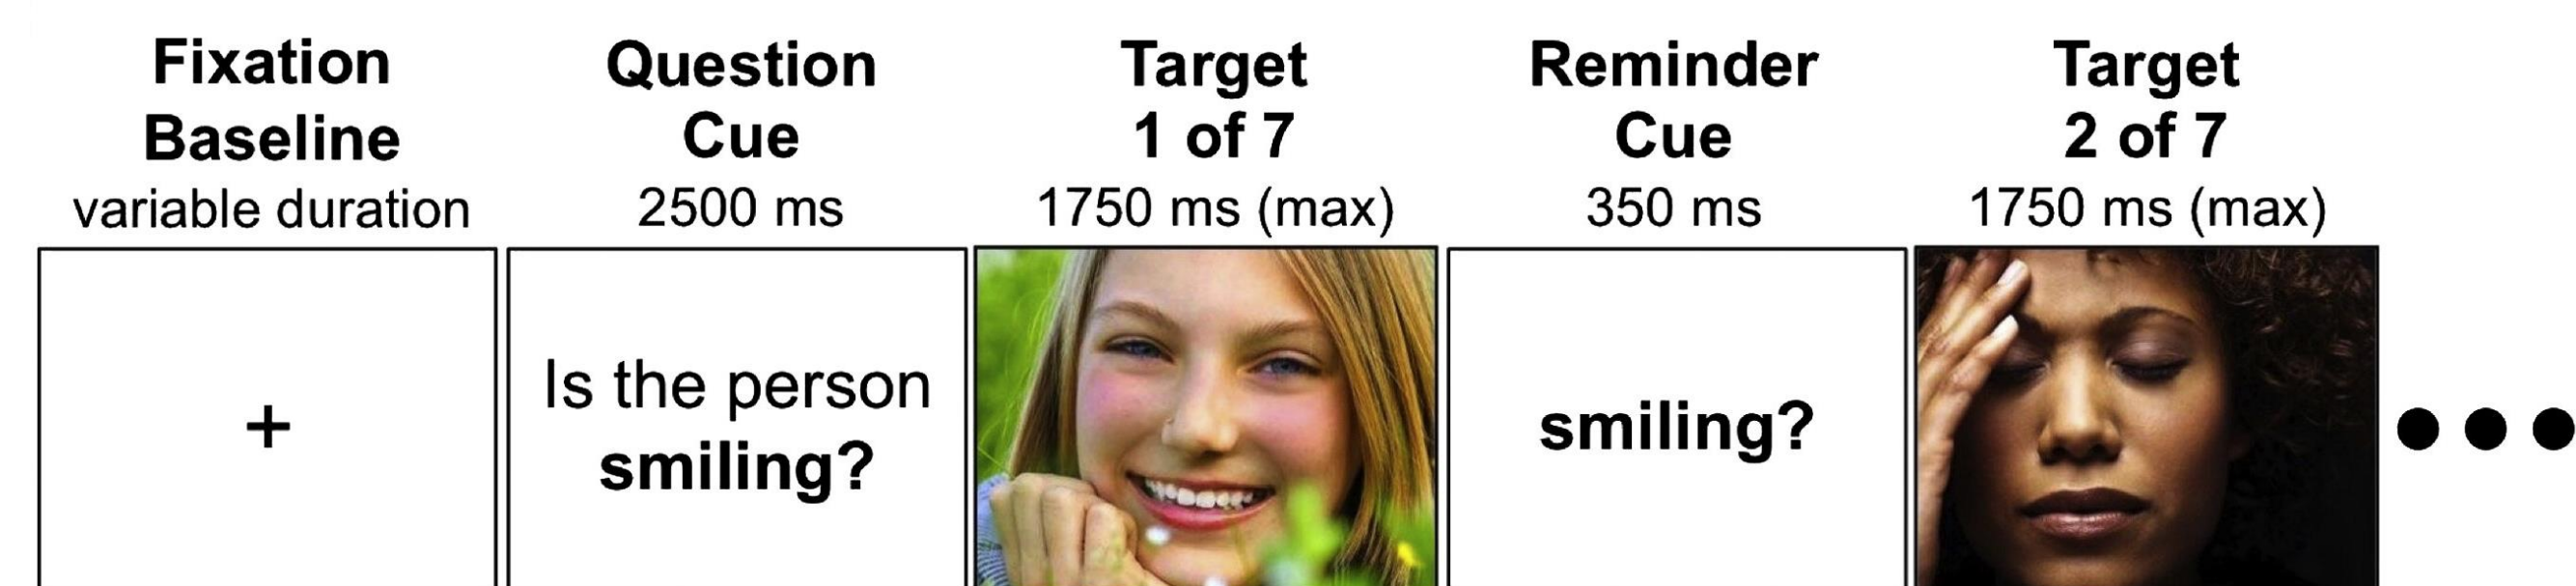 Fixation
Baseline
variable duration
+
Question
Cue
2500 ms
Is the person
smiling?
Target
1 of 7
1750 ms (max)
Reminder
Cue
350 ms
smiling?
Target
2 of 7
1750 ms (max)